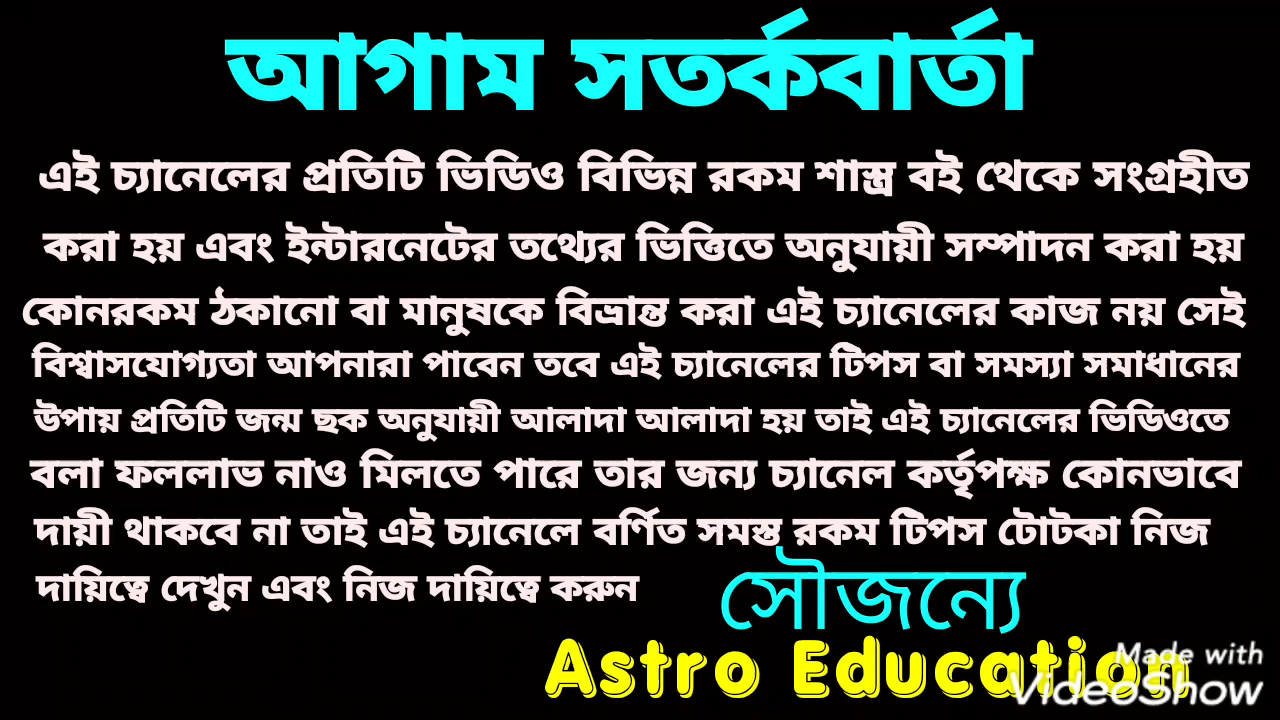 আগাম সতর্কবার্তা
এই চ্যানেলের প্রতিটি ভিডিও বিভিন্ন রকম শাস্ত্র বই থেকে সংগ্রহীত
করা হয় এবং ইন্টারনেটের তথ্যের ভিত্তিতে অনুযায়ী সম্পাদন করা হয়
কোনরকম ঠকানো বা মানুষকে বিভ্রান্ত করা এই চ্যানেলের কাজ নয় সেই
বিশ্বাসযোগ্যতা আপনারা পাবেন তবে এই চ্যানেলের টিপস বা সমস্যা সমাধানের
উপায় প্রতিটি জন্ম ছক অনুযায়ী আলাদা আলাদা হয় তাই এই চ্যানেলের ভিডিওতে
বলা ফললাভ নাও মিলতে পারে তার জন্য চ্যানেল কর্তৃপক্ষ কোনভাবে
দায়ী থাকবে না তাই এই চ্যানেলে বর্ণিত সমস্ত রকম টিপস টোটকা নিজ
দায়িত্বে দেখুন এবং নিজ দায়িত্বে করুন
সৌজন্যে
Astro Education
Made with
VideoShow